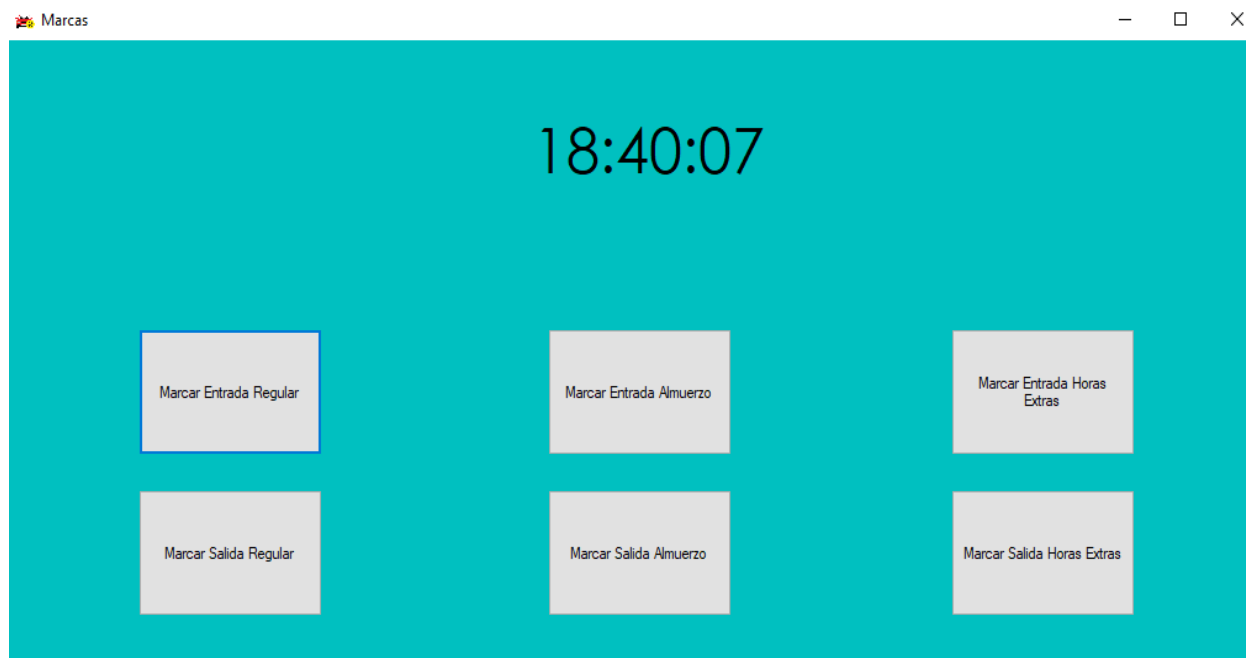 Marcas
18:40:07
Marcar Entrada Regular
Marcar Entrada Almuerzo
Marcar Entrada Horas
Extras
Marcar Salida Regular
Marcar Salida Almuerzo
Marcar Salida Horas Extras